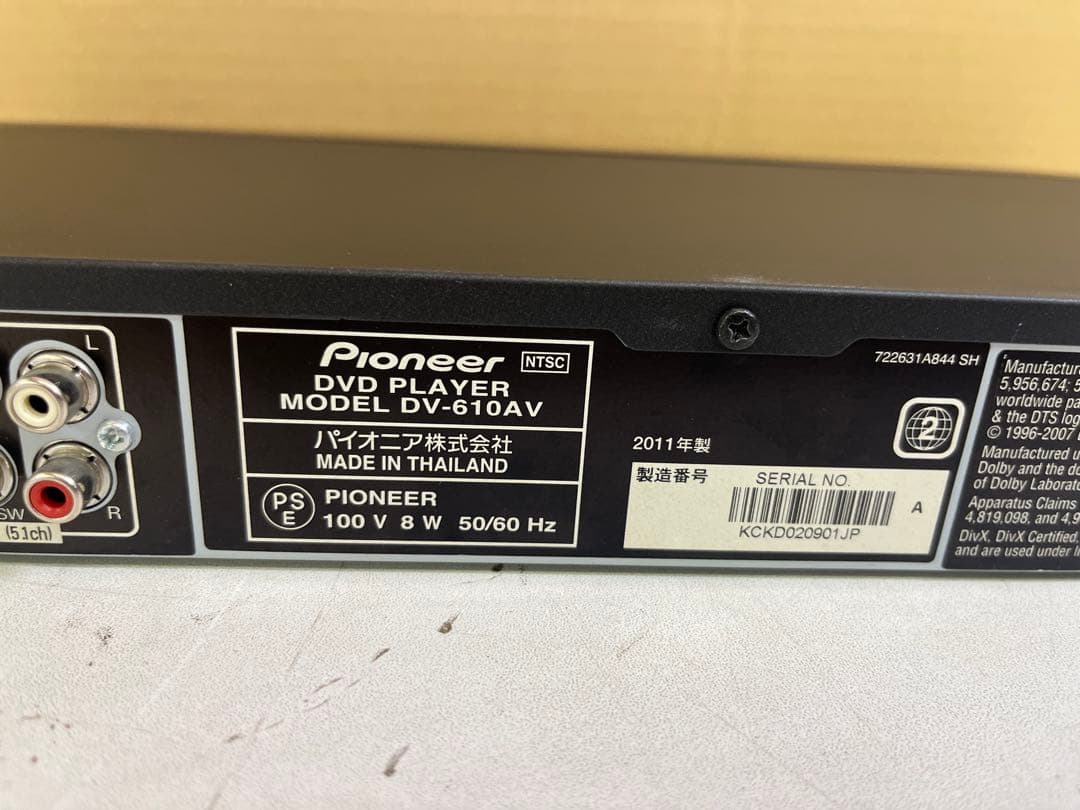 L
R
SW
(5.1ch)
Pioneer NTSC
DVD PLAYER
MODEL DV-610AV
パイオニア株式会社
MADE IN THAILAND
PS
E
PIONEER
100 V 8 W 50/60 Hz
722631A844 SH
2
2011年製
製造番号
SERIAL NO.
KCKD020901JP
A
Manufactur
5,956,674; 5
worldwide pa
& the DTS log
© 1996-2007
Manufactured u
Dolby and the do
of Dolby Laborat
Apparatus Claims
4,819,098, and 4,9
DivX, DivX Certified,
and are used under li